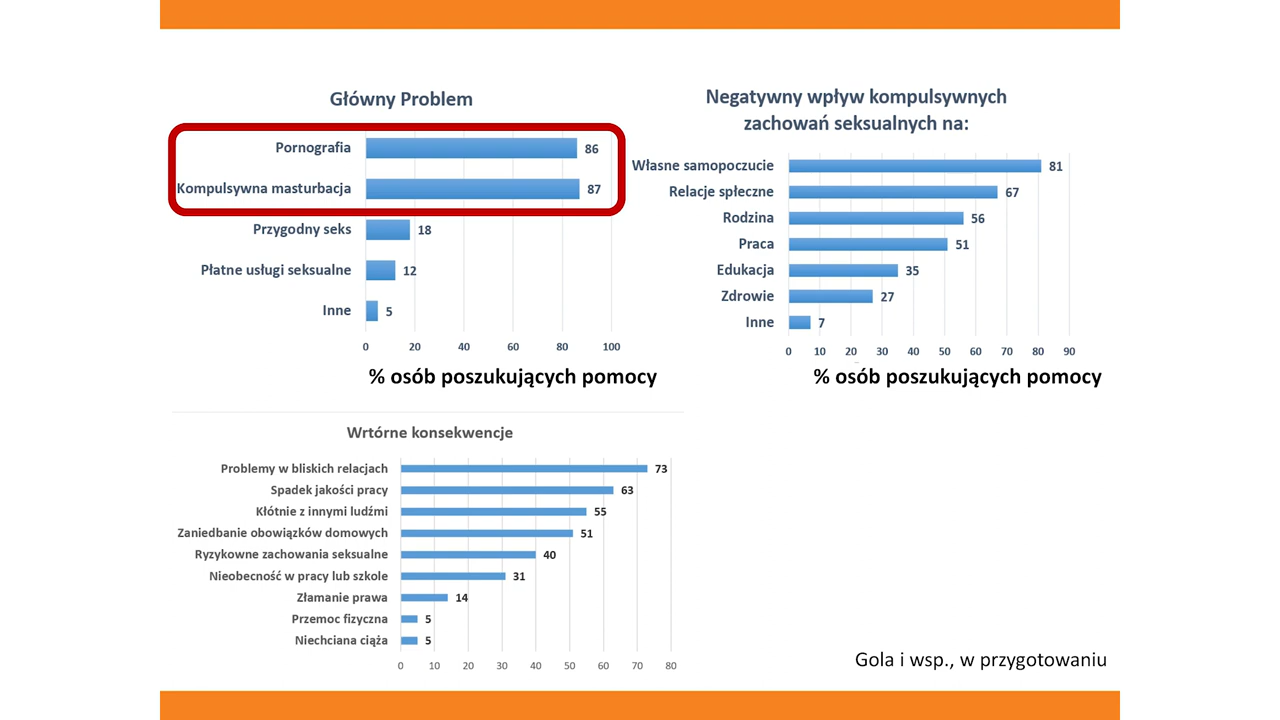 Główny Problem
Pornografia 86
Kompulsywna masturbacja 87
Przygodny seks 18
Płatne usługi seksualne 12
Inne 5
0 20 40 60 80 100
% osób poszukujących pomocy
Negatywny wpływ kompulsywnych
zachowań seksualnych na:
Własne samopoczucie 81
Relacje spłeczne 67
Rodzina 56
Praca 51
Edukacja 35
Zdrowie 27
Inne 7
0 10 20 30 40 50 60 70 80 90
% osób poszukujących pomocy
Wrtórne konsekwencje
Problemy w bliskich relacjach 73
Spadek jakości pracy 63
Kłótnie z innymi ludźmi 55
Zaniedbanie obowiązków domowych 51
Ryzykowne zachowania seksualne 40
Nieobecność w pracy lub szkole 31
Złamanie prawa 14
Przemoc fizyczna 5
Niechciana ciąża 5
0 10 20 30 40 50 60 70 80
Gola i wsp., w przygotowaniu